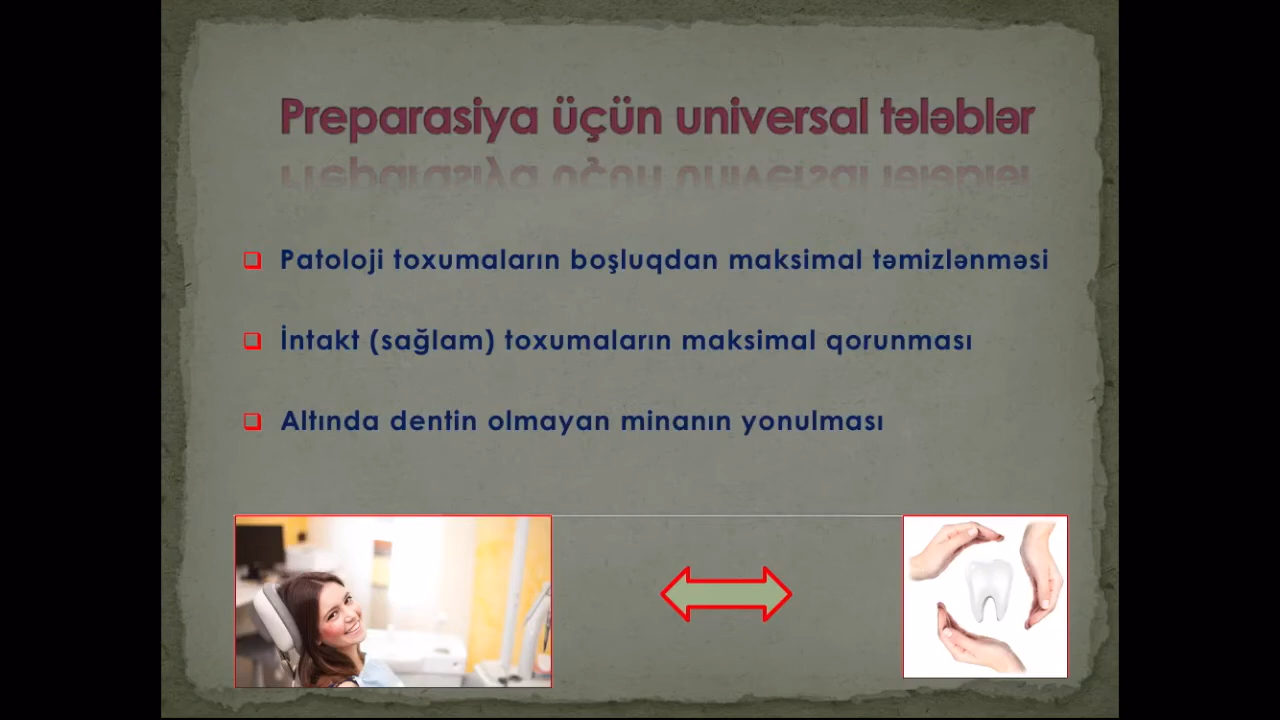 Preparasiya üçün universal tələblər
Patoloji toxumaların boşluqdan maksimal təmizlənməsi
İntakt (sağlam) toxumaların maksimal qorunması
Altında dentin olmayan minanın yonulması